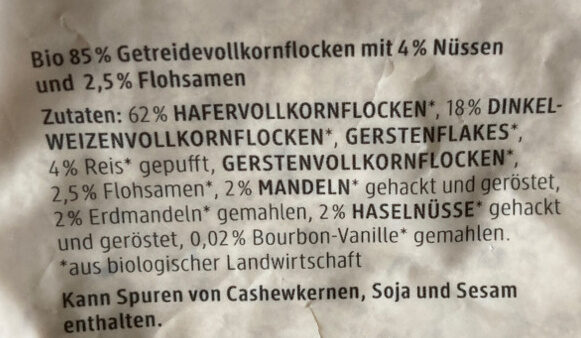 Bio 85% Getreidevollkornflocken mit 4% Nüssen
und 2,5% Flohsamen
Zutaten: 62% HAFERVOLLKORNFLOCKEN*, 18% DINKEL-
WEIZENVOLLKORNFLOCKEN*, GERSTENFLAKES*,
4% Reis* gepufft, GERSTENVOLLKORNFLOCKEN*,
2,5% Flohsamen*, 2% MANDELN* gehackt und geröstet,
2% Erdmandeln* gemahlen, 2% HASELNÜSSE* gehackt
und geröstet, 0,02% Bourbon-Vanille* gemahlen.
*aus biologischer Landwirtschaft
Kann Spuren von Cashewkernen, Soja und Sesam
enthalten.